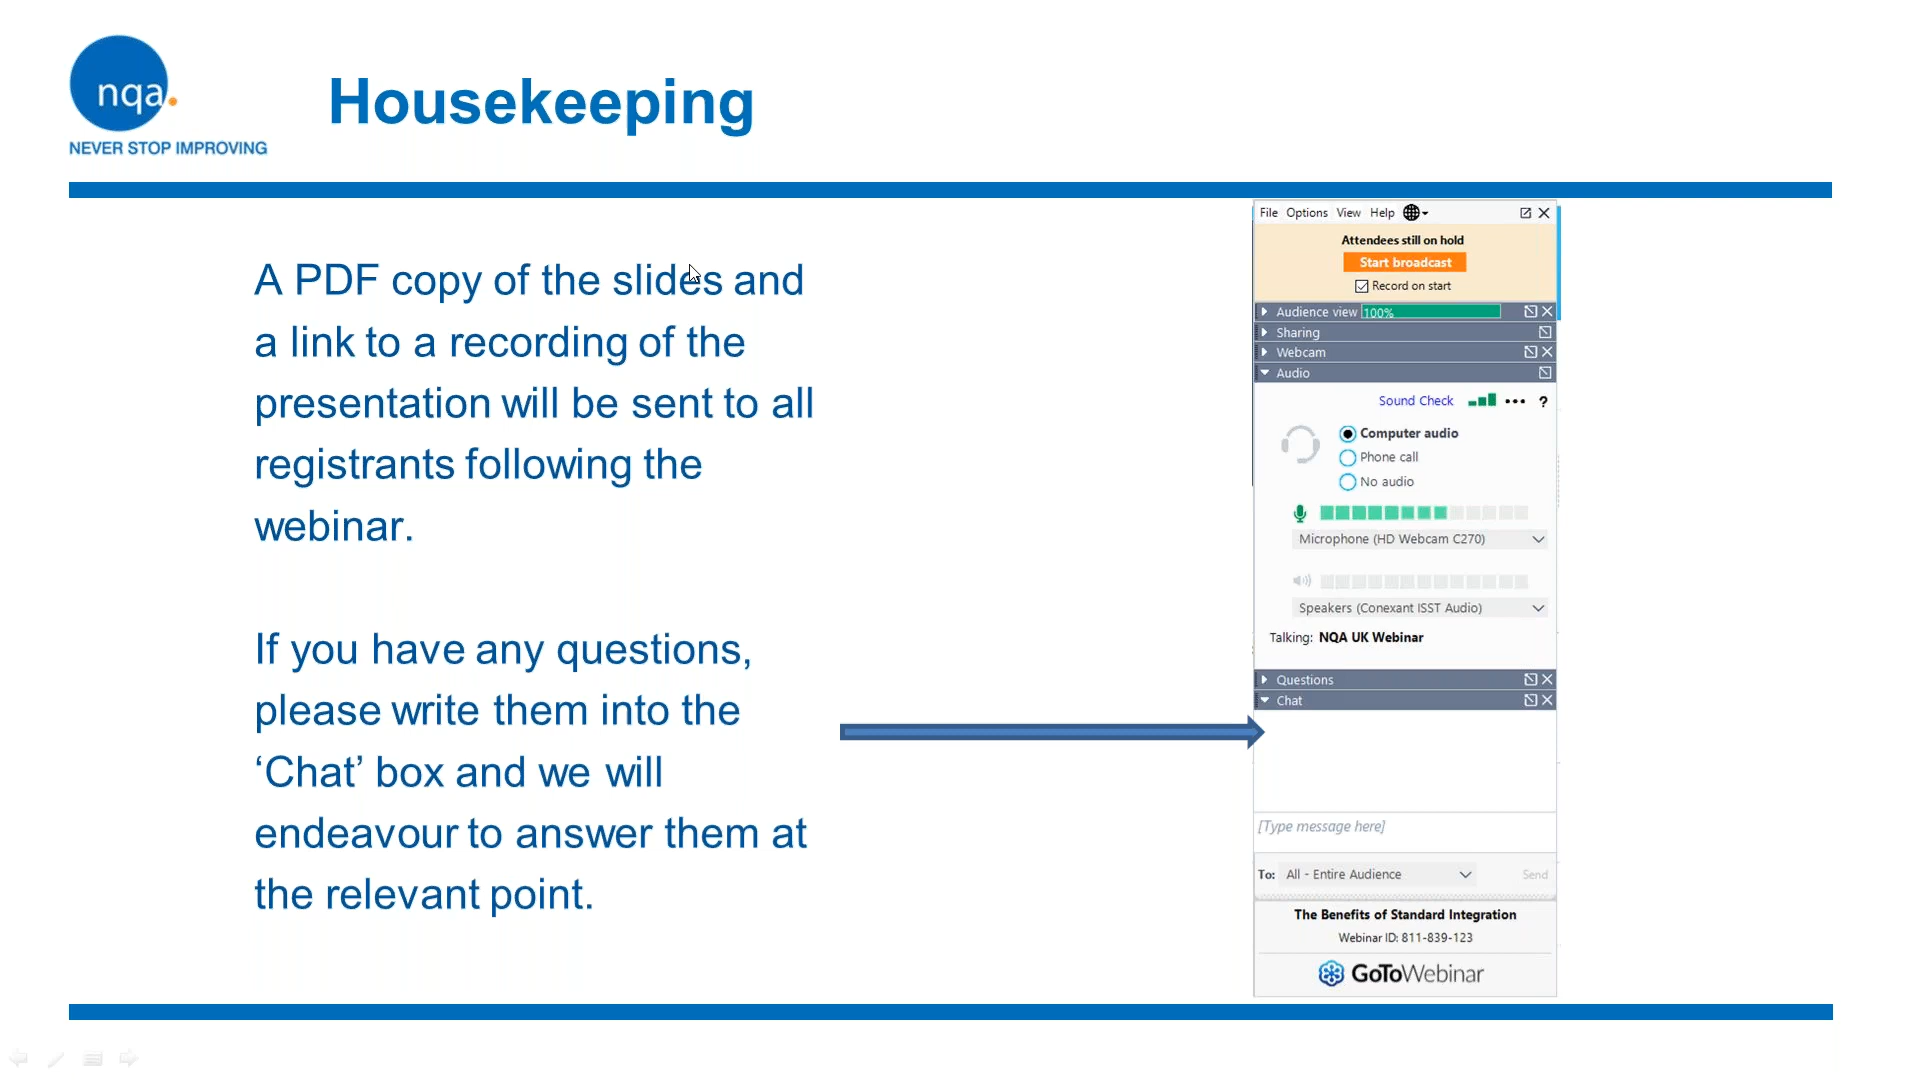 nqa.
NEVER STOP IMPROVING
Housekeeping
A PDF copy of the slides and
a link to a recording of the
presentation will be sent to all
registrants following the
webinar.
If you have any questions,
please write them into the
‘Chat’ box and we will
endeavour to answer them at
the relevant point.
File Options View Help
Attendees still on hold
Start broadcast
Record on start
Audience view 100%
Sharing
Webcam
Audio
Sound Check ?
Computer audio
Phone call
No audio
Microphone (HD Webcam C270)
Speakers (Conexant ISST Audio)
Talking: NQA UK Webinar
Questions
Chat
[Type message here]
To: All - Entire Audience Send
The Benefits of Standard Integration
Webinar ID: 811-839-123
GoToWebinar